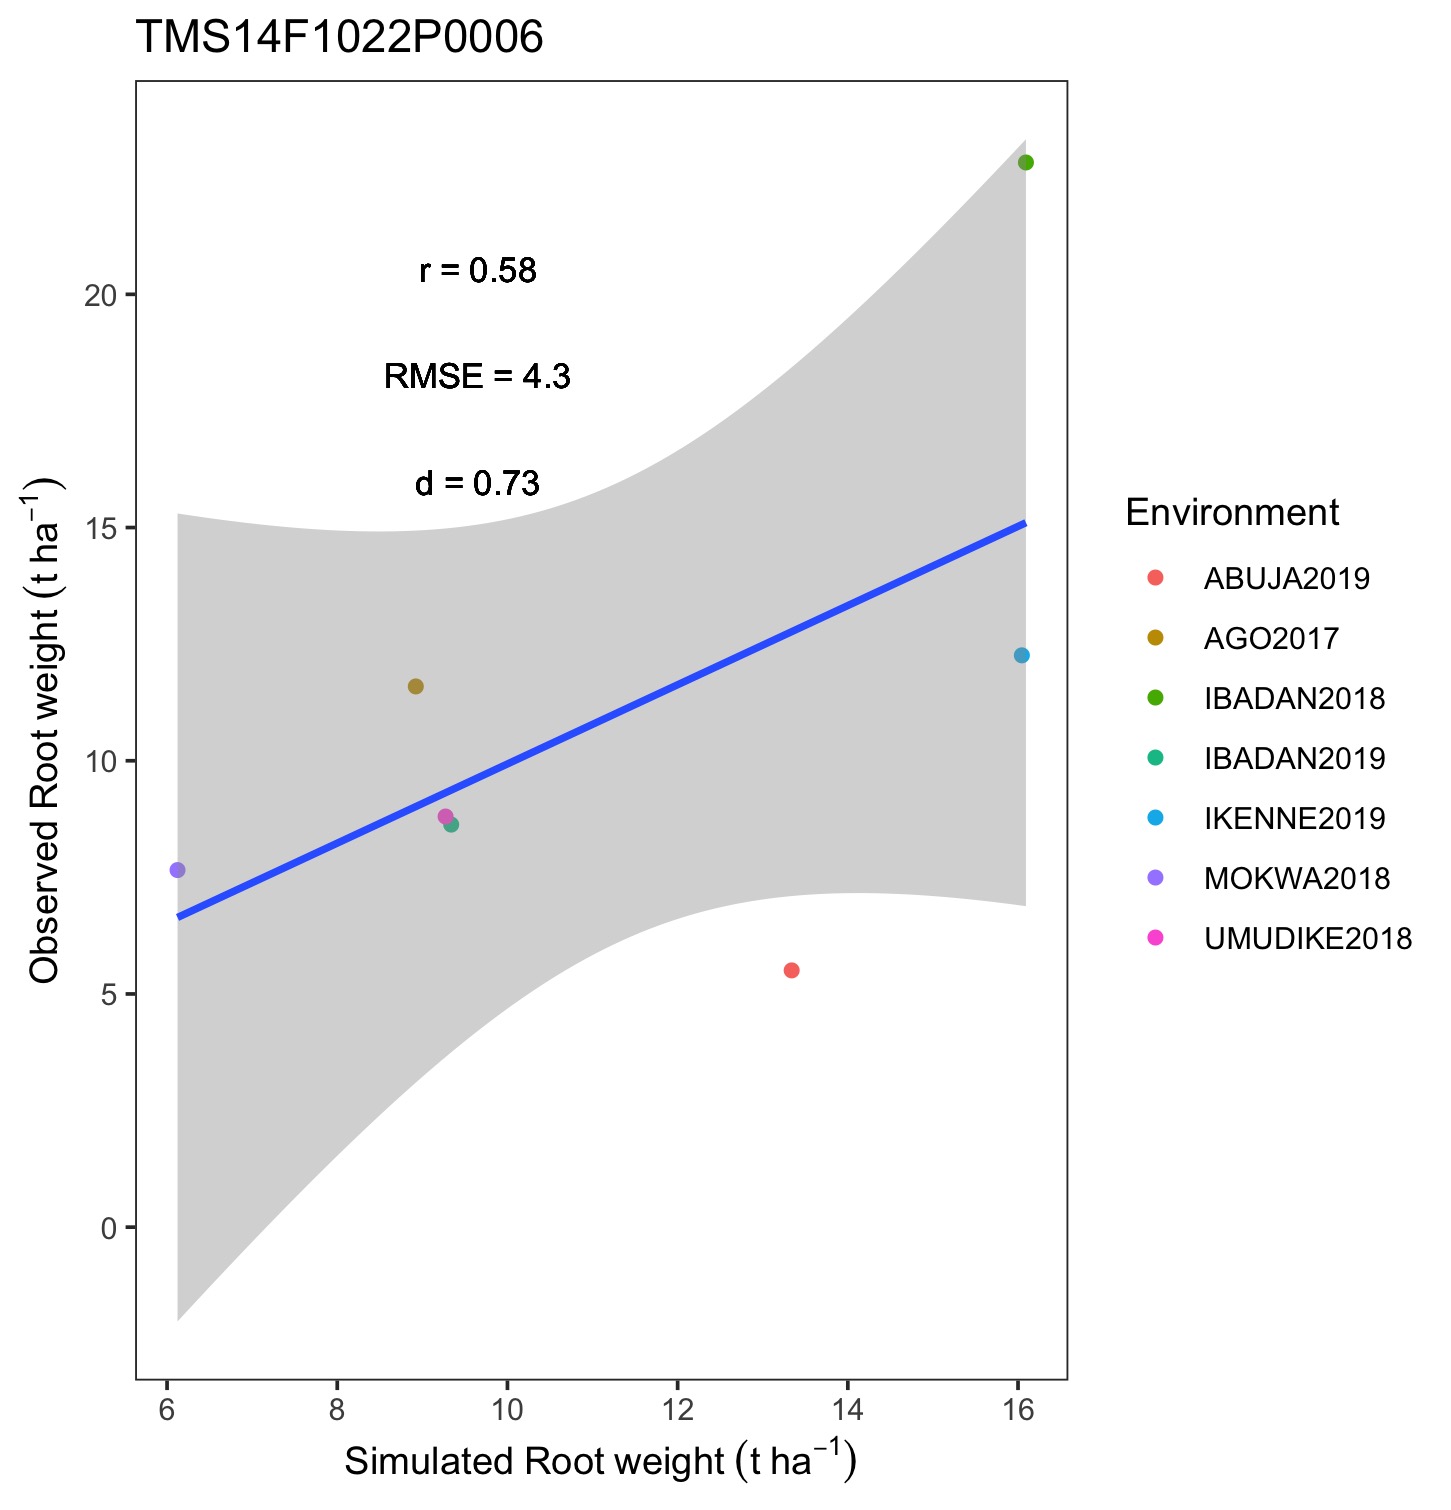 TMS14F1022P0006
r = 0.58
RMSE = 4.3
d = 0.73
20
15
10
5
0
Observed Root weight (t ha⁻¹)
6 8 10 12 14 16
Simulated Root weight (t ha⁻¹)
Environment
ABUJA2019
AGO2017
IBADAN2018
IBADAN2019
IKENNE2019
MOKWA2018
UMUDIKE2018